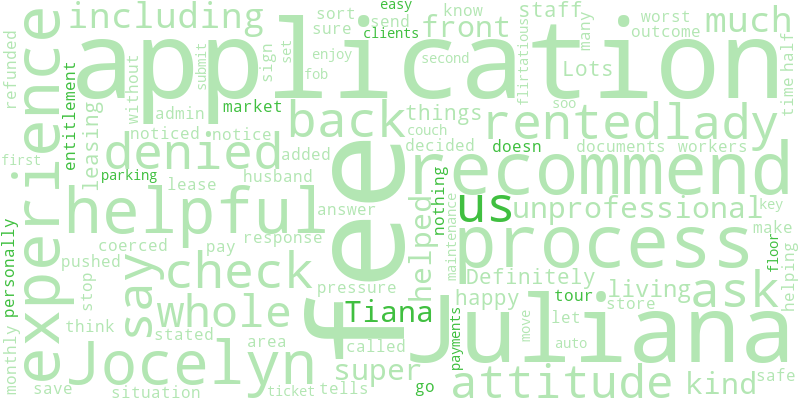 easy
including sort send know staff worst
front much
refunded experience application sure clients outcome
sign second many
without set enjoy Lots
submit fob flirtatious time half
entitlement leasing admin market back things soo rentedlady
noticed notice couch
denied added decided doesn documents workers
first parking lease husband fee recommend
answer nothing us unprofessional key
personally helpful helped process make
coerced response maintenance floor helping
pushed say check pay pressure Definitely ask
stop whole Tiana happy tour living store
think stated area let
monthly Jocelyn called payments move auto Juliana
super tells attitude kind safe
save situation ticket go